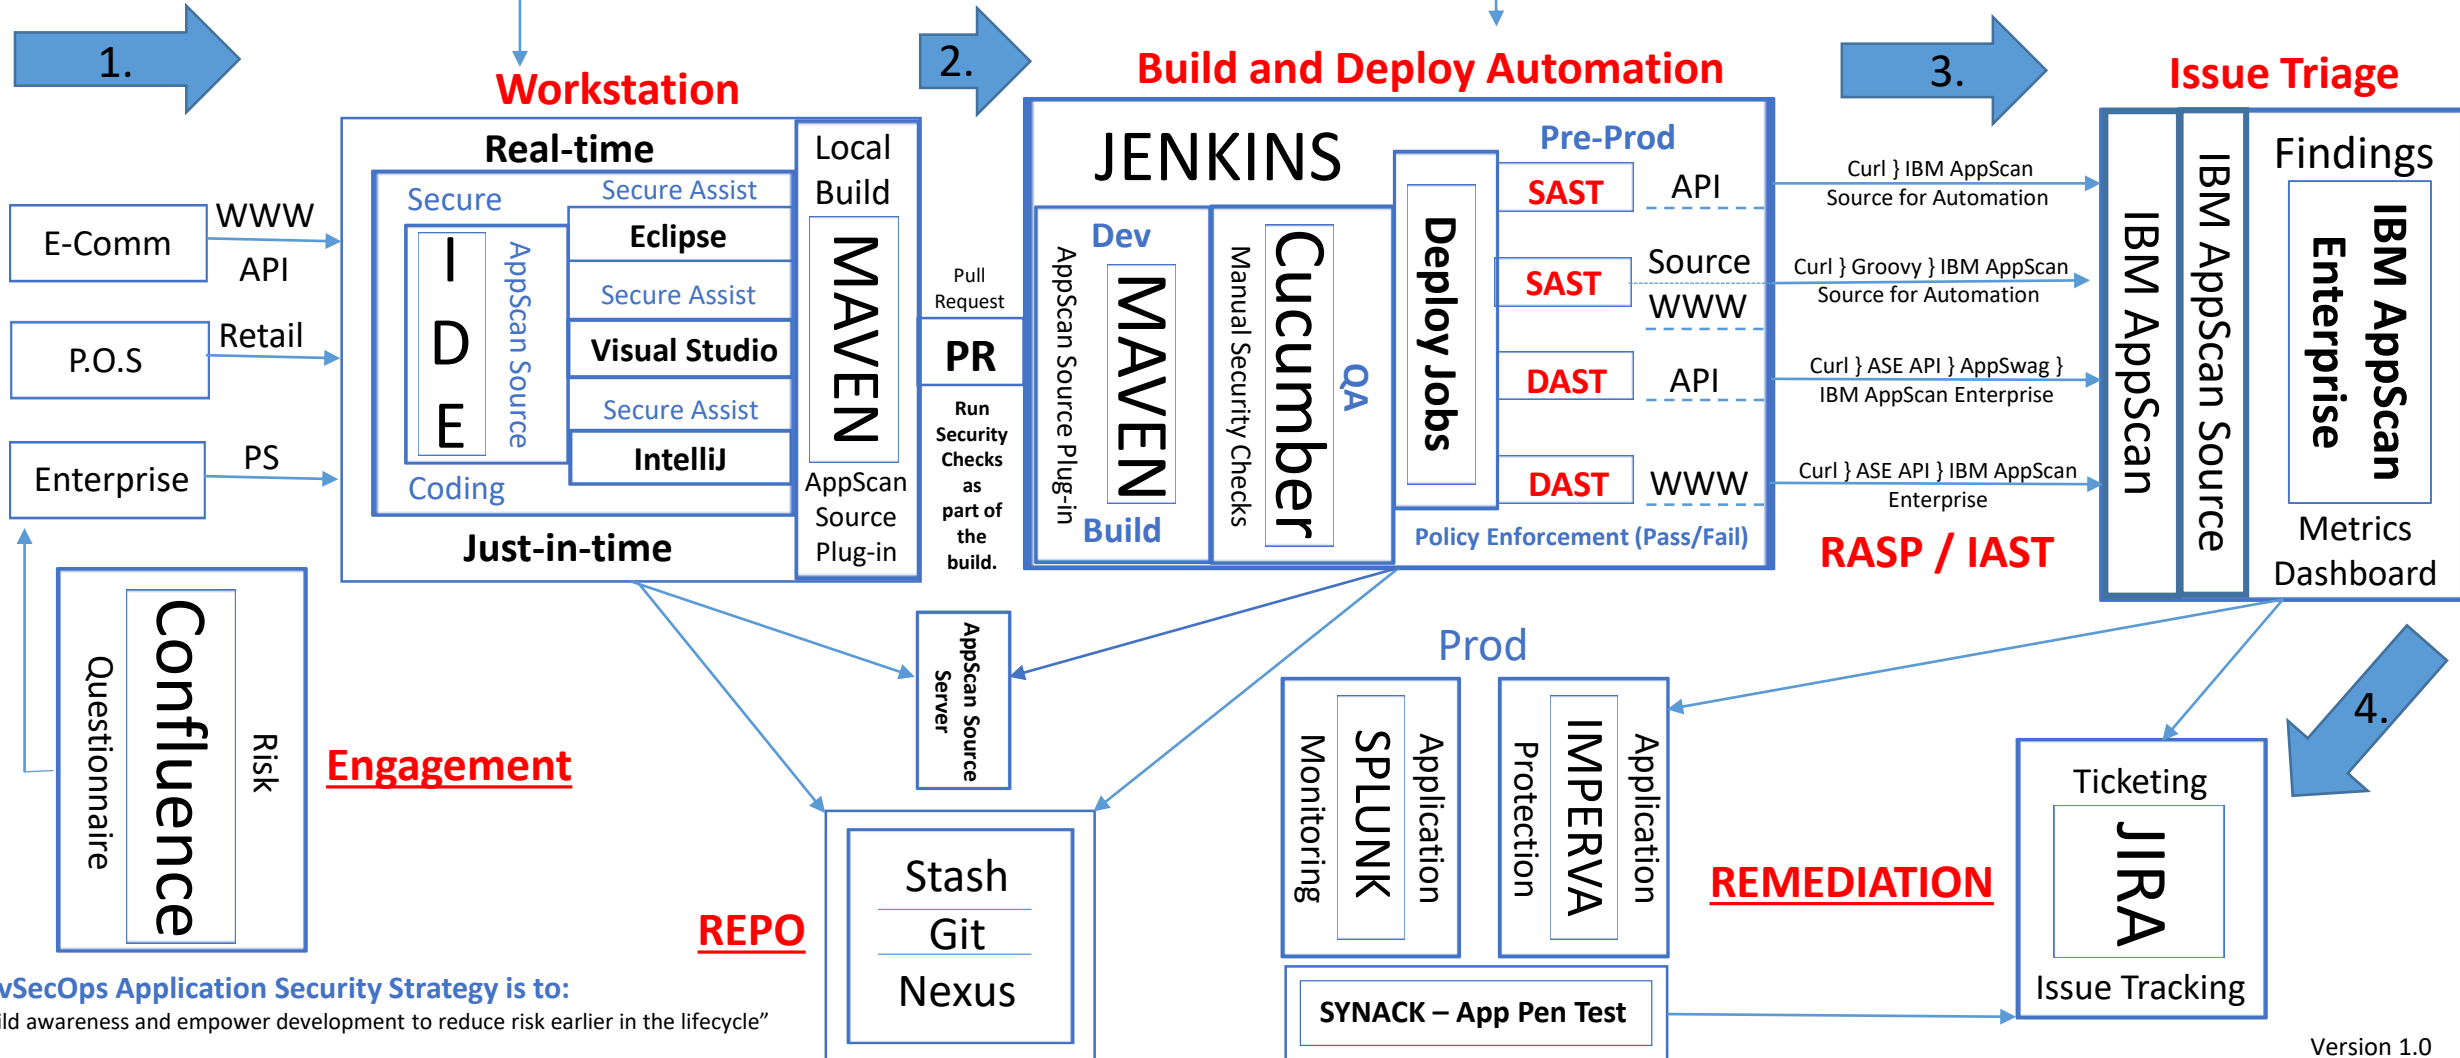 1.
2.
3.
4.
Workstation
Build and Deploy Automation
Issue Triage
E-Comm
WWW
API
P.O.S
Retail
Enterprise
PS
Real-time
Secure
Coding
IDE
AppScan Source
Secure Assist
Eclipse
Secure Assist
Visual Studio
Secure Assist
IntelliJ
Just-in-time
Local
Build
MAVEN
AppScan
Source
Plug-in
Pull
Request
PR
Run
Security
Checks
as
part of
the
build.
JENKINS
Dev
AppScan Source Plug-in
MAVEN
Build
Manual Security Checks
Cucumber
QA
Deploy Jobs
Pre-Prod
SAST
API
SAST
Source
WWW
DAST
API
DAST
WWW
Policy Enforcement (Pass/Fail)
Curl } IBM AppScan
Source for Automation
Curl } Groovy } IBM AppScan
Source for Automation
Curl } ASE API } AppSwag }
IBM AppScan Enterprise
Curl } ASE API } IBM AppScan
Enterprise
RASP / IAST
IBM AppScan
IBM AppScan Source
Findings
IBM AppScan
Enterprise
Metrics
Dashboard
Risk
Confluence
Questionnaire
Engagement
AppScan Source
Server
REPO
Stash
Git
Nexus
Prod
Application
SPLUNK
Monitoring
Application
IMPERVA
Protection
SYNACK – App Pen Test
REMEDIATION
Ticketing
JIRA
Issue Tracking
vSecOps Application Security Strategy is to:
ild awareness and empower development to reduce risk earlier in the lifecycle”
Version 1.0